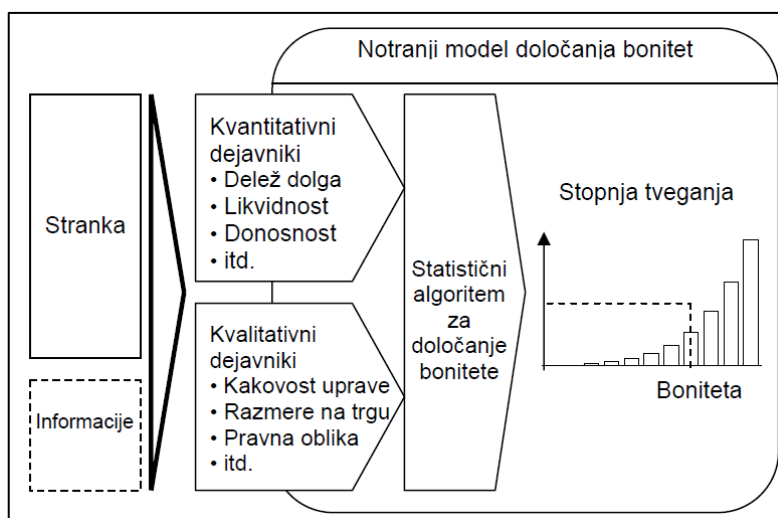 Notranji model določanja bonitet
Stranka
Informacije
Kvantitativni
dejavniki
• Delež dolga
• Likvidnost
• Donosnost
• itd.
Kvalitativni
dejavniki
• Kakovost uprave
• Razmere na trgu
• Pravna oblika
• itd.
Statistični
algoritem
za
določanje
bonitete
Stopnja tveganja
Boniteta